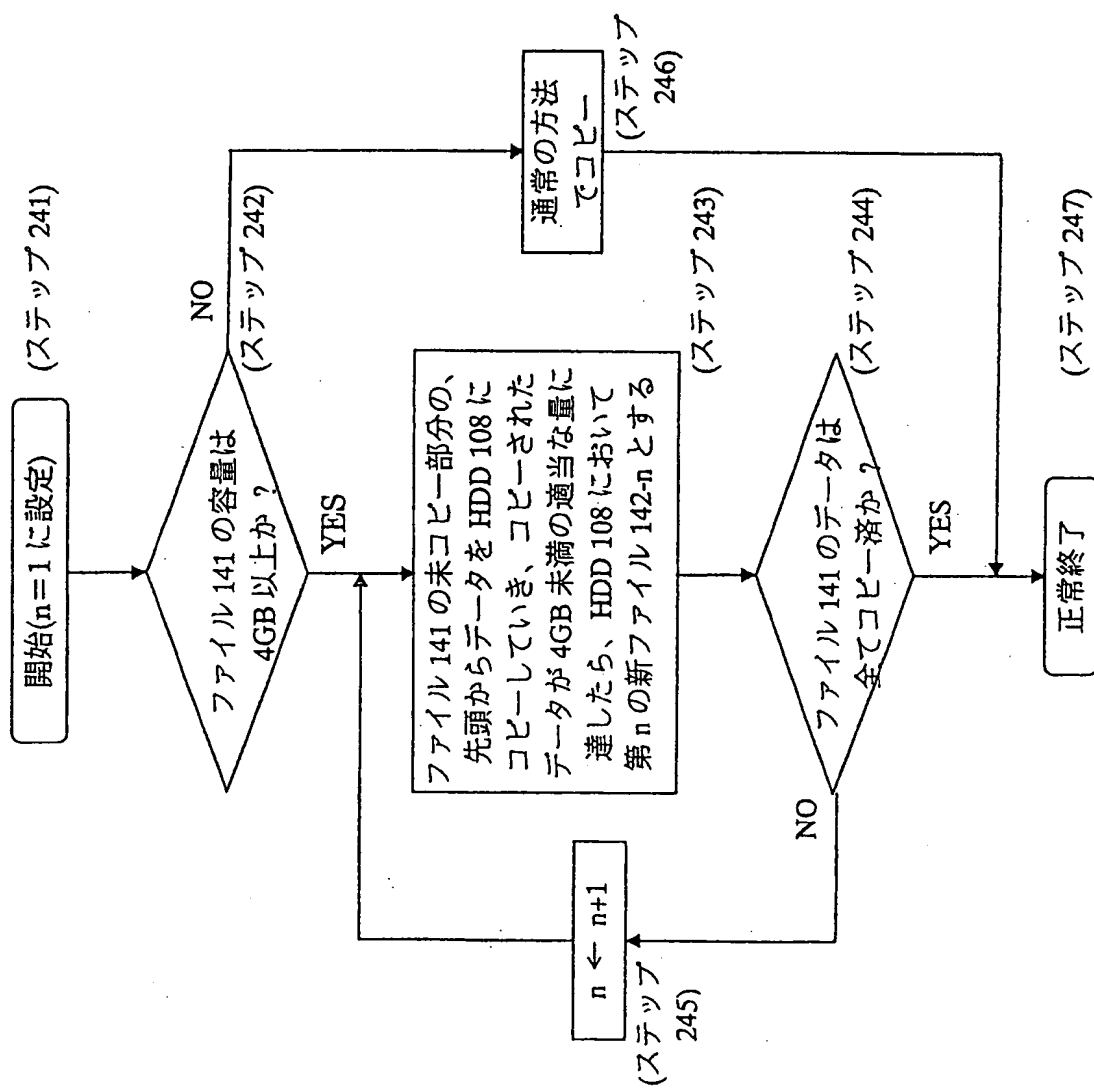 開始(n=1に設定)
(ステップ 241)
ファイル 141 の容量は
4GB 以上か ?
(ステップ 242)
NO
YES
通常の方法
でコピー
(ステップ
246)
ファイル 141 の未コピー部分の、
先頭からデータを HDD 108 に
コピーしていき、コピーされた
データが 4GB 未満の適当な量に
達したら、HDD 108 において
第 n の新ファイル 142-n とする
(ステップ 243)
n ← n+1
(ステップ
245)
ファイル 141 のデータは
全てコピー済か ?
(ステップ 244)
NO
YES
正常終了
(ステップ 247)